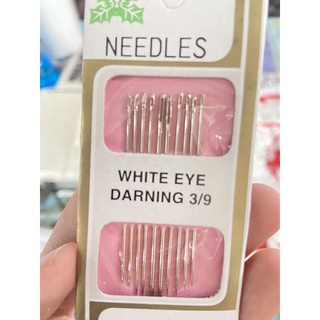 NEEDLES
WHITE EYE
DARNING 3/9